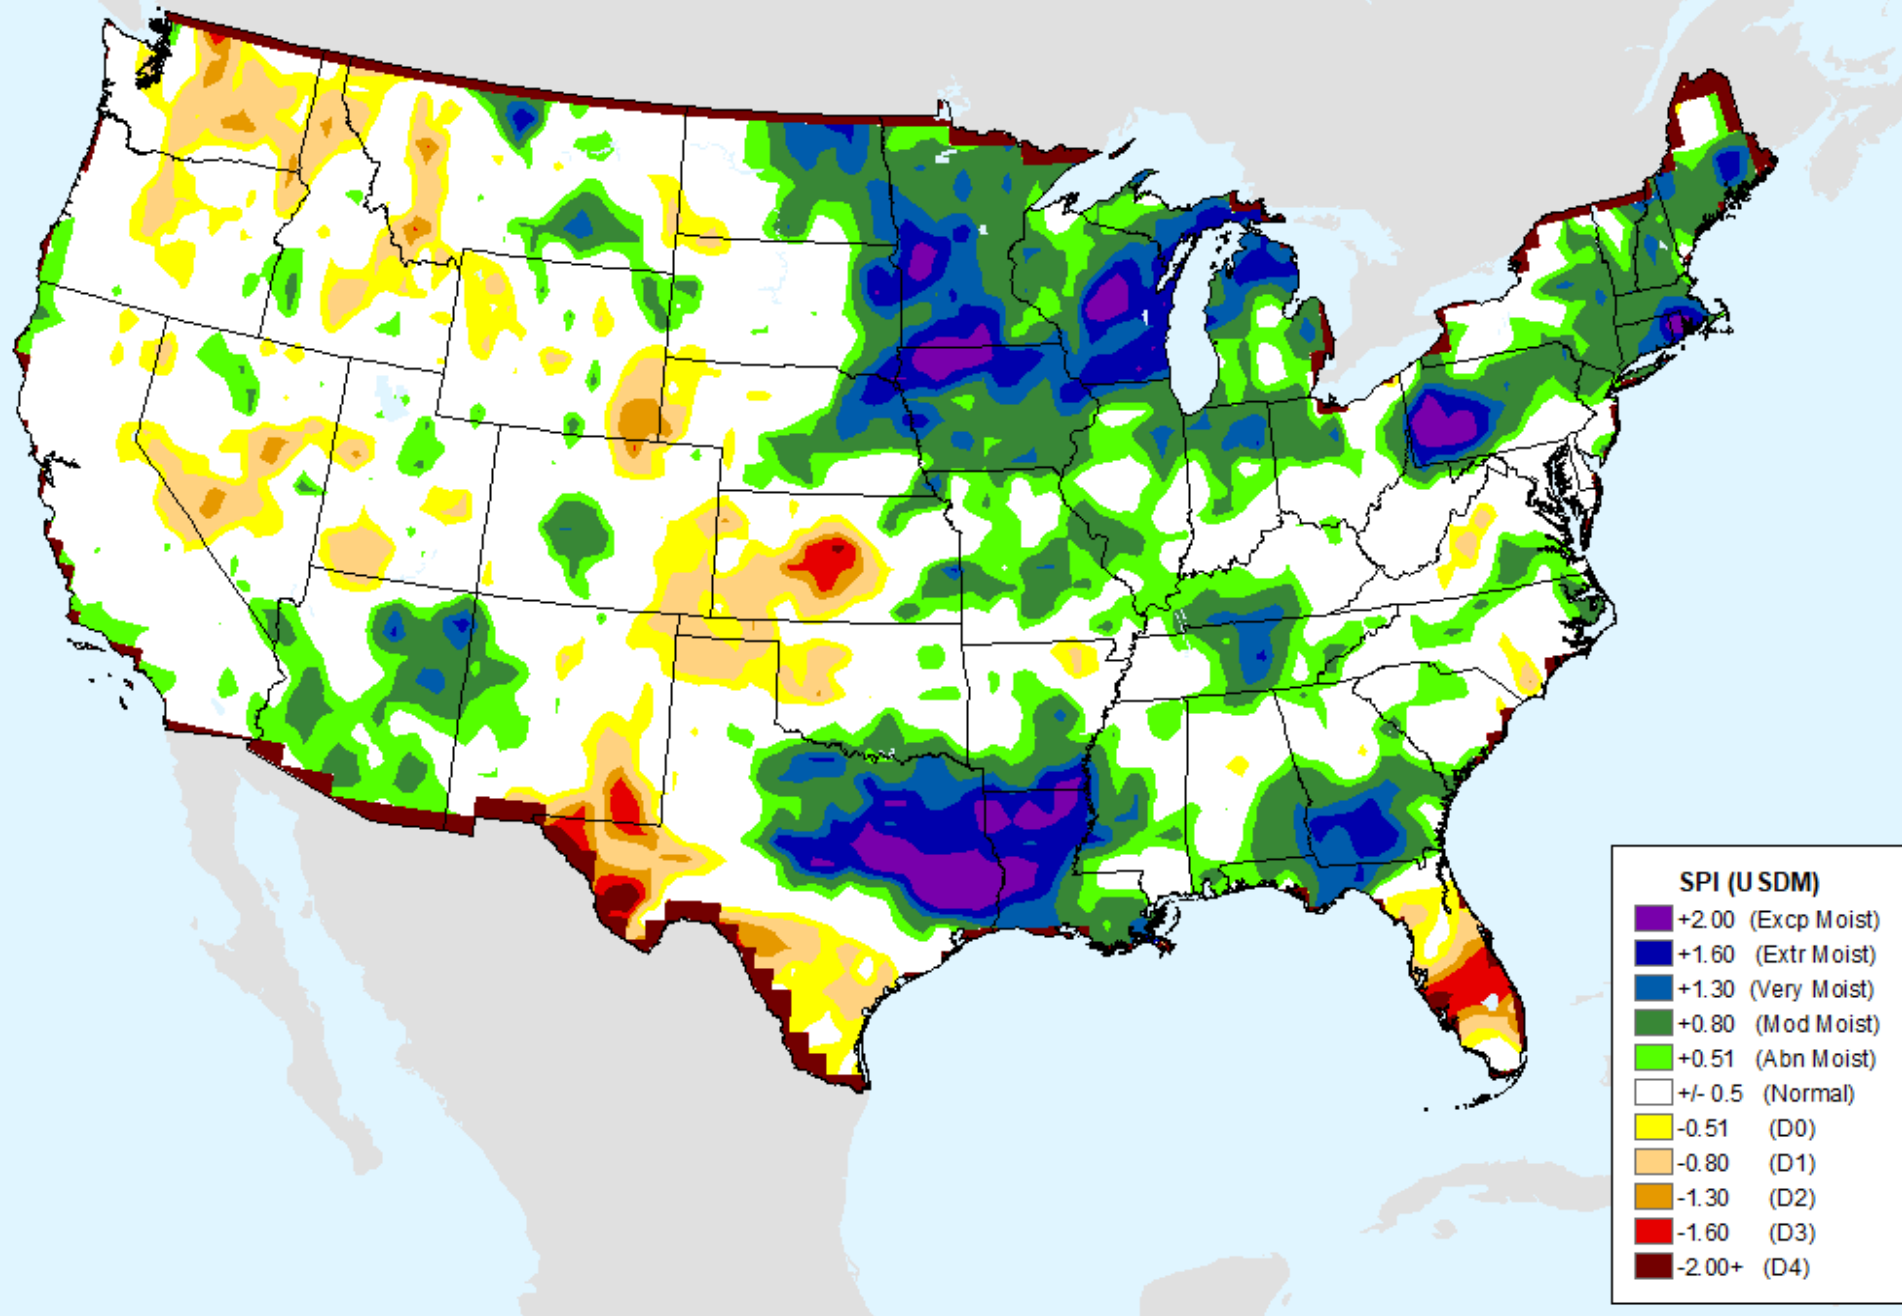 SPI (USDM)
+2.00 (Excp Moist)
+1.60 (Extr Moist)
+1.30 (Very Moist)
+0.80 (Mod Moist)
+0.51 (Abn Moist)
+/- 0.5 (Normal)
-0.51 (D0)
-0.80 (D1)
-1.30 (D2)
-1.60 (D3)
-2.00+ (D4)